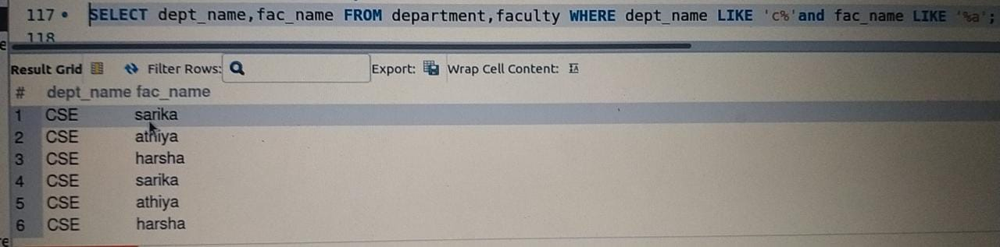 117 SELECT dept_name,fac_name FROM department,faculty WHERE dept_name LIKE 'c%'and fac_name LIKE '%a';
118
Result Grid Filter Rows: Export: Wrap Cell Content: IA
# dept_name fac_name
1 CSE sarika
2 CSE athiya
3 CSE harsha
4 CSE sarika
5 CSE athiya
6 CSE harsha